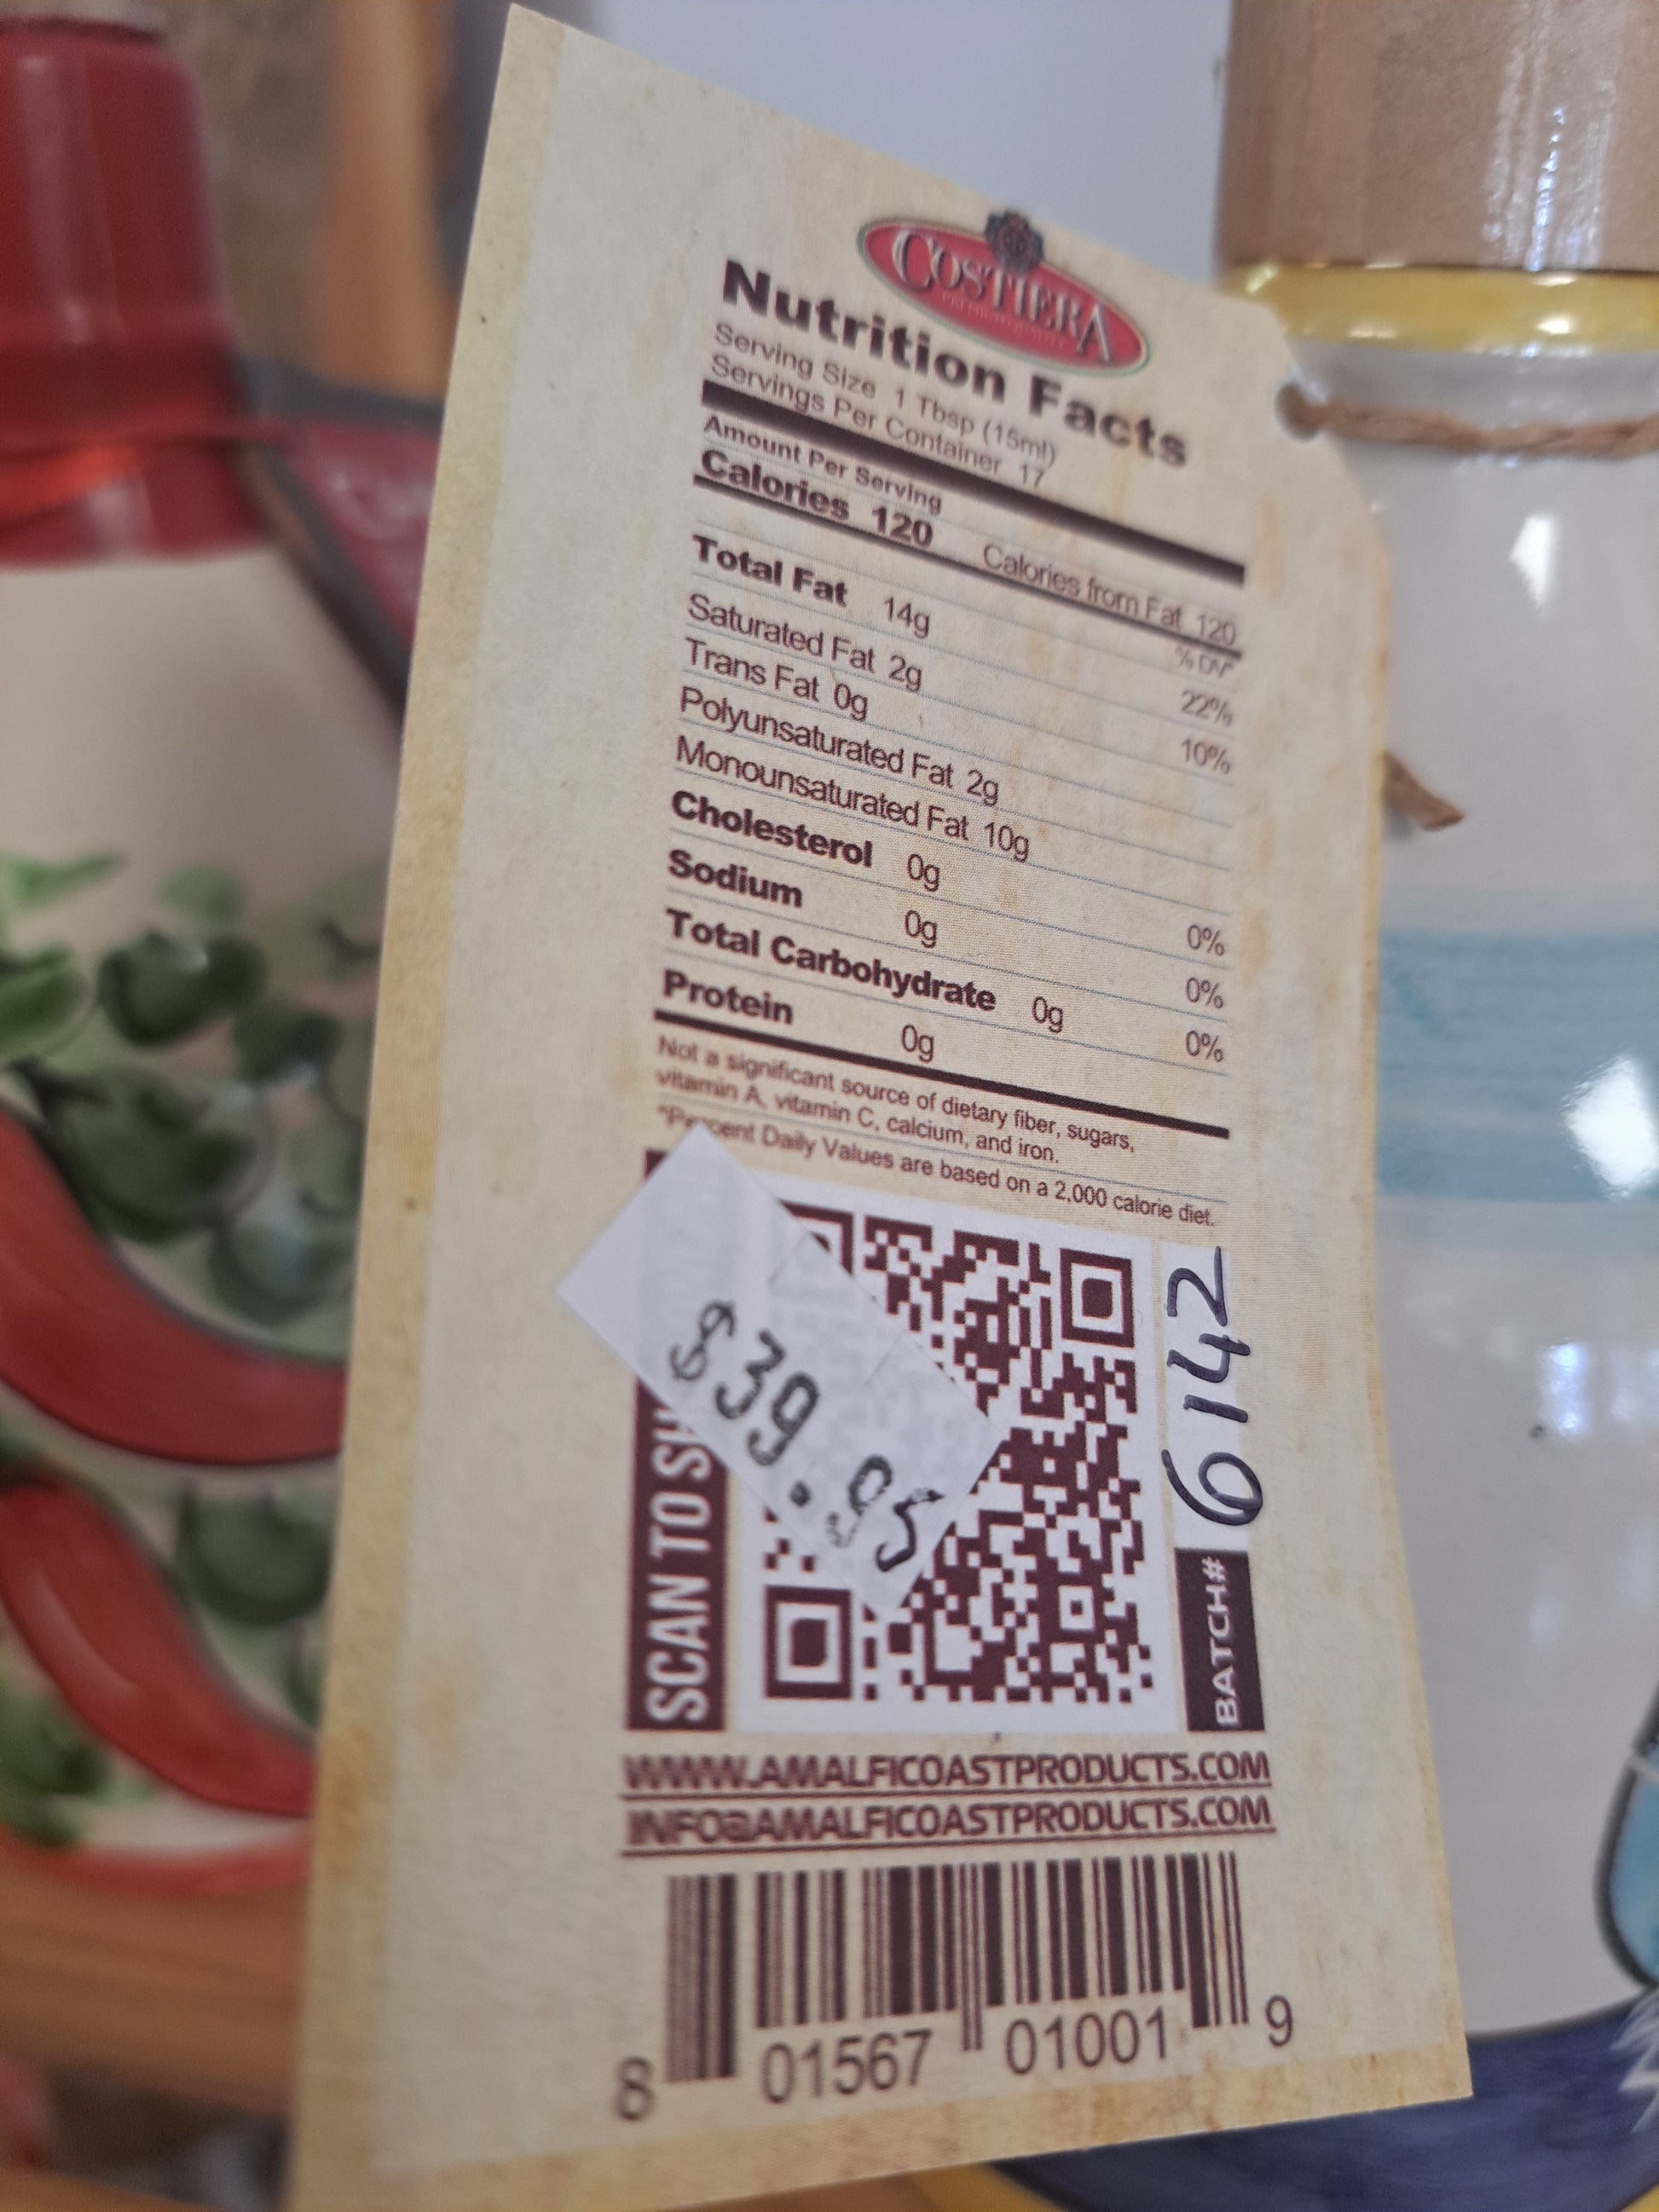 COSTIERA
Nutrition Facts
Serving Size 1 Tbsp (15ml)
Servings Per Container 17
Amount Per Serving
Calories 120 Calories from Fat 120
% DV*
Total Fat 14g 22%
Saturated Fat 2g 10%
Trans Fat 0g
Polyunsaturated Fat 2g
Monounsaturated Fat 10g
Cholesterol 0g 0%
Sodium 0g 0%
Total Carbohydrate 0g 0%
Protein 0g
Not a significant source of dietary fiber, sugars,
vitamin A, vitamin C, calcium, and iron.
*Percent Daily Values are based on a 2,000 calorie diet.
SCAN TO
$39.95
BATCH# 6142
WWW.AMALFICOASTPRODUCTS.COM
INFO@AMALFICOASTPRODUCTS.COM
8 01567 01001 9